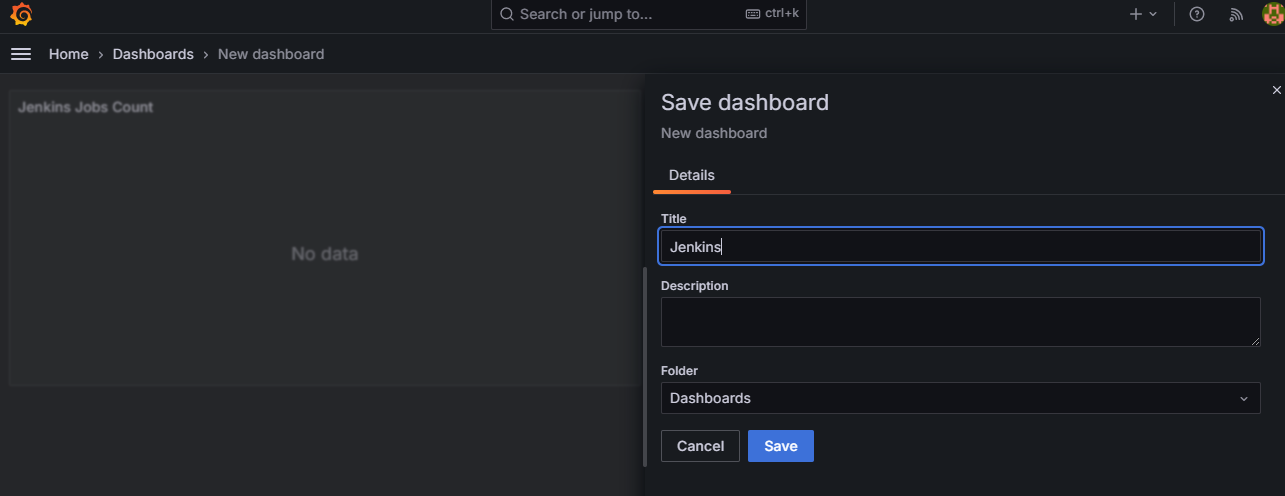 Search or jump to... ctrl+k
Home › Dashboards › New dashboard
Jenkins Jobs Count
No data
Save dashboard
New dashboard
Details
Title
Jenkins
Description
Folder
Dashboards
Cancel Save